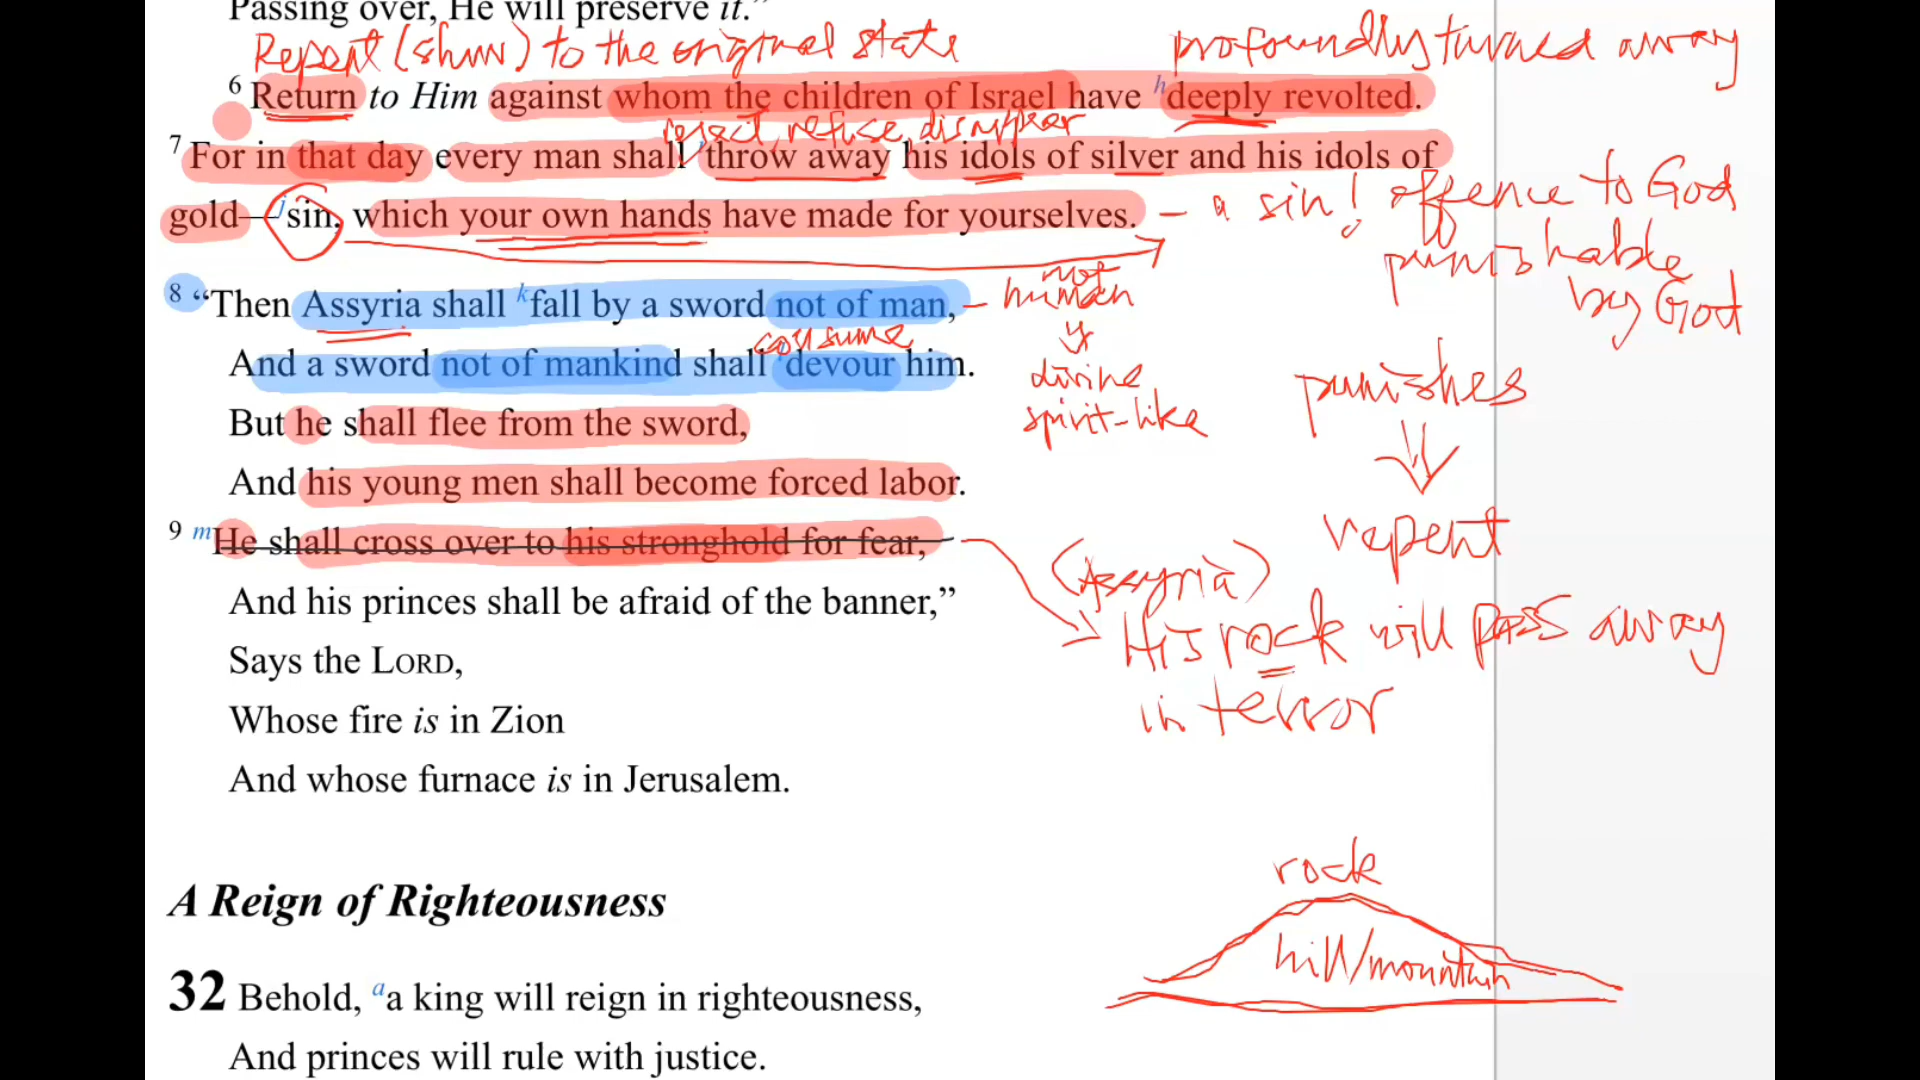 Passing over, He will preserve it.”
Repent (shuv) to the original state
profoundly turned away
6 Return to Him against whom the children of Israel have h deeply revolted.
reject, refuse, disappear
7 For in that day every man shall i throw away his idols of silver and his idols of
gold— j sin, which your own hands have made for yourselves. – a sin! offence to God
punishable
by God
8 “Then Assyria shall k fall by a sword not of man, – not human
consume
And a sword not of mankind shall l devour him.
divine
spirit-like
punishes
But he shall flee from the sword,
And his young men shall become forced labor.
repent
9 m He shall cross over to his stronghold for fear,
(Assyria)
His rock will pass away
in terror
And his princes shall be afraid of the banner,”
Says the LORD,
Whose fire is in Zion
And whose furnace is in Jerusalem.
rock
hill/mountain
A Reign of Righteousness
32 Behold, a a king will reign in righteousness,
And princes will rule with justice.